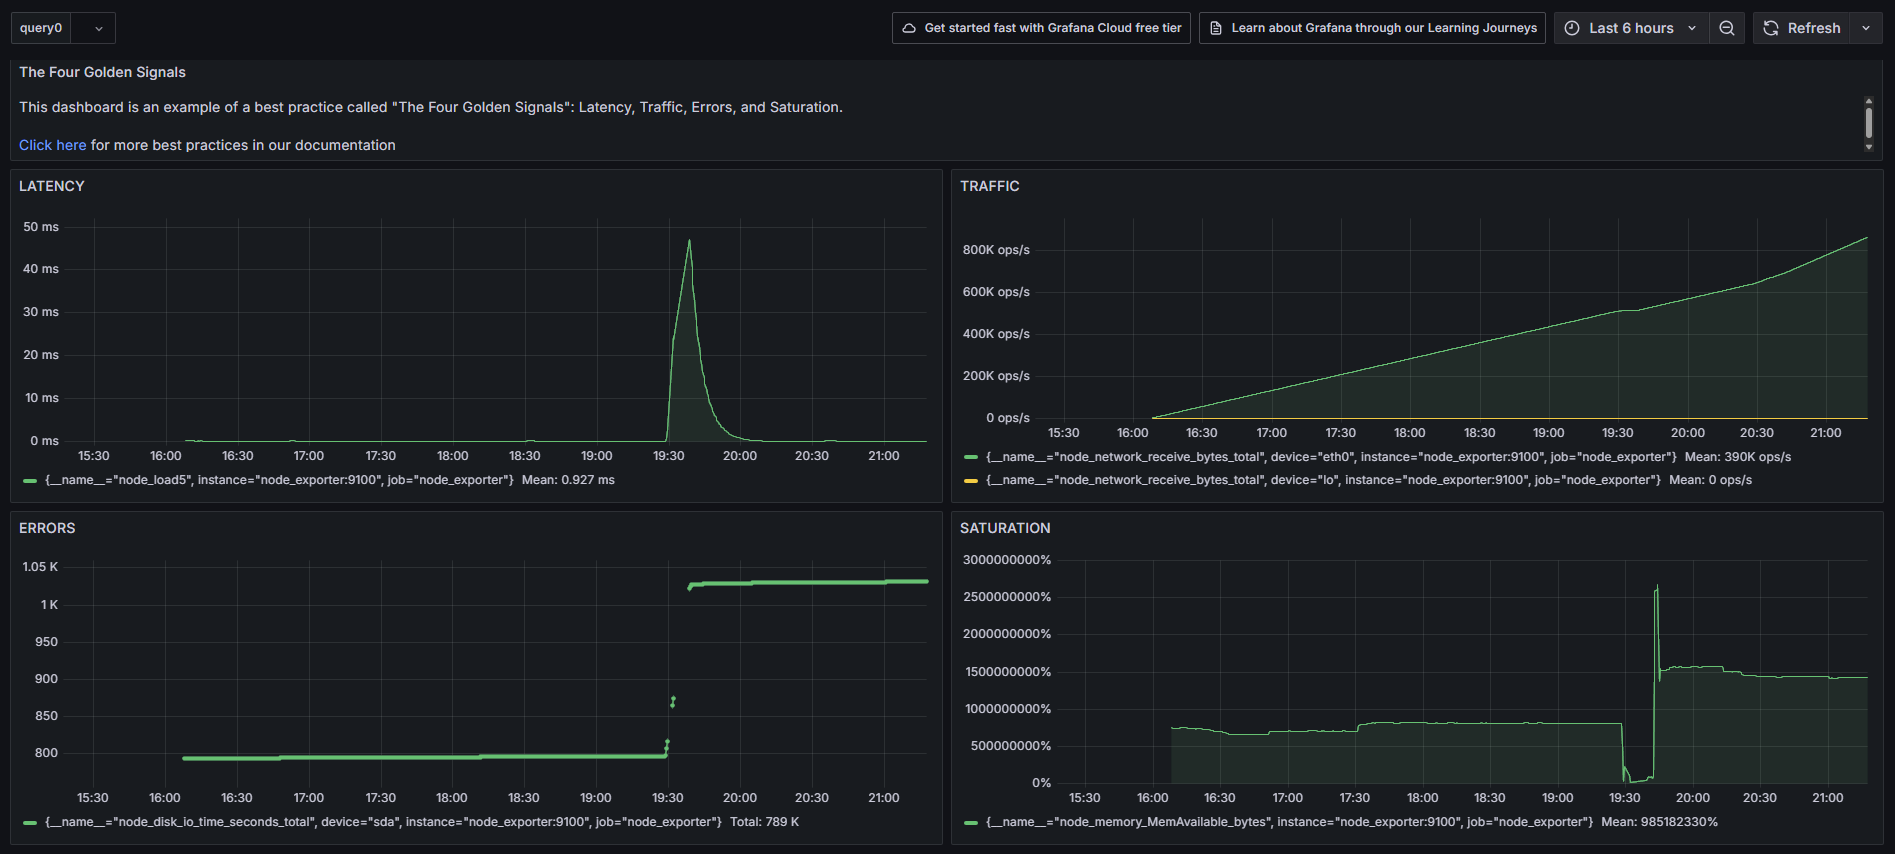 query0
Get started fast with Grafana Cloud free tier
Learn about Grafana through our Learning Journeys
Last 6 hours
Refresh
The Four Golden Signals
This dashboard is an example of a best practice called "The Four Golden Signals": Latency, Traffic, Errors, and Saturation.
Click here for more best practices in our documentation
LATENCY
50 ms
40 ms
30 ms
20 ms
10 ms
0 ms
15:30 16:00 16:30 17:00 17:30 18:00 18:30 19:00 19:30 20:00 20:30 21:00
{__name__="node_load5", instance="node_exporter:9100", job="node_exporter"} Mean: 0.927 ms
TRAFFIC
800K ops/s
600K ops/s
400K ops/s
200K ops/s
0 ops/s
15:30 16:00 16:30 17:00 17:30 18:00 18:30 19:00 19:30 20:00 20:30 21:00
{__name__="node_network_receive_bytes_total", device="eth0", instance="node_exporter:9100", job="node_exporter"} Mean: 390K ops/s
{__name__="node_network_receive_bytes_total", device="lo", instance="node_exporter:9100", job="node_exporter"} Mean: 0 ops/s
ERRORS
1.05 K
1 K
950
900
850
800
15:30 16:00 16:30 17:00 17:30 18:00 18:30 19:00 19:30 20:00 20:30 21:00
{__name__="node_disk_io_time_seconds_total", device="sda", instance="node_exporter:9100", job="node_exporter"} Total: 789 K
SATURATION
3000000000%
2500000000%
2000000000%
1500000000%
1000000000%
500000000%
0%
15:30 16:00 16:30 17:00 17:30 18:00 18:30 19:00 19:30 20:00 20:30 21:00
{__name__="node_memory_MemAvailable_bytes", instance="node_exporter:9100", job="node_exporter"} Mean: 985182330%